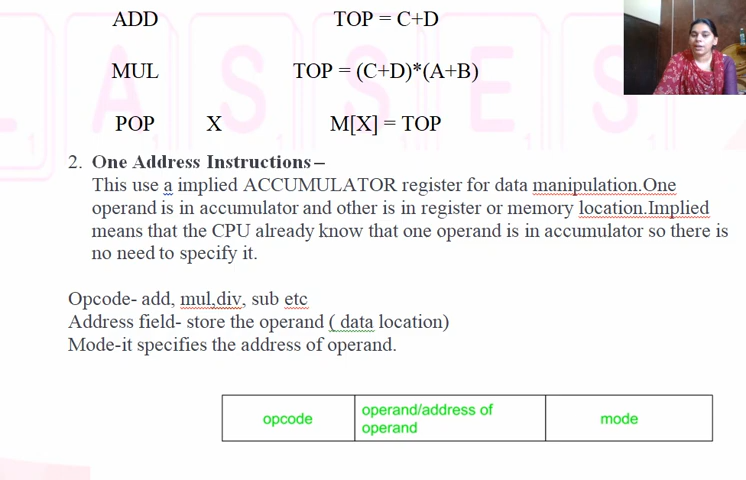 ADD TOP = C+D
MUL TOP = (C+D)*(A+B)
POP X M[X] = TOP
2. One Address Instructions –
This use a implied ACCUMULATOR register for data manipulation.One
operand is in accumulator and other is in register or memory location.Implied
means that the CPU already know that one operand is in accumulator so there is
no need to specify it.
Opcode- add, mul,div, sub etc
Address field- store the operand ( data location)
Mode-it specifies the address of operand.
opcode
operand/address of
operand
mode
L A S S E S